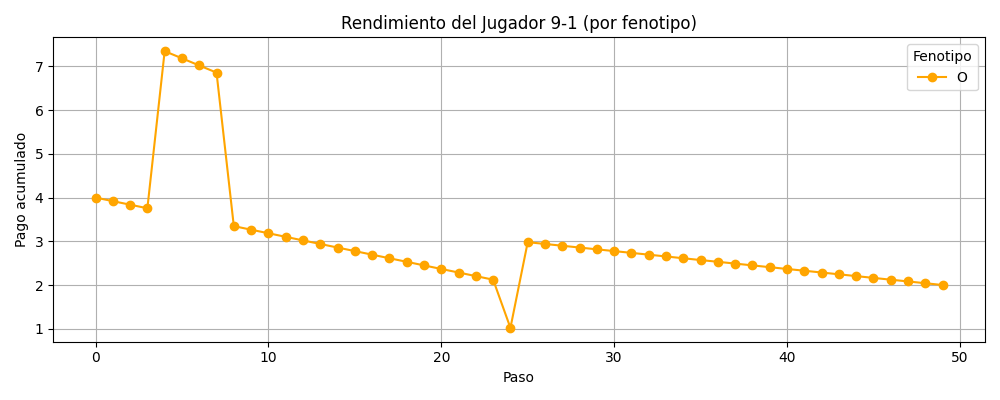 Rendimiento del Jugador 9-1 (por fenotipo)
Fenotipo
O
Pago acumulado
7
6
5
4
3
2
1
0 10 20 30 40 50
Paso